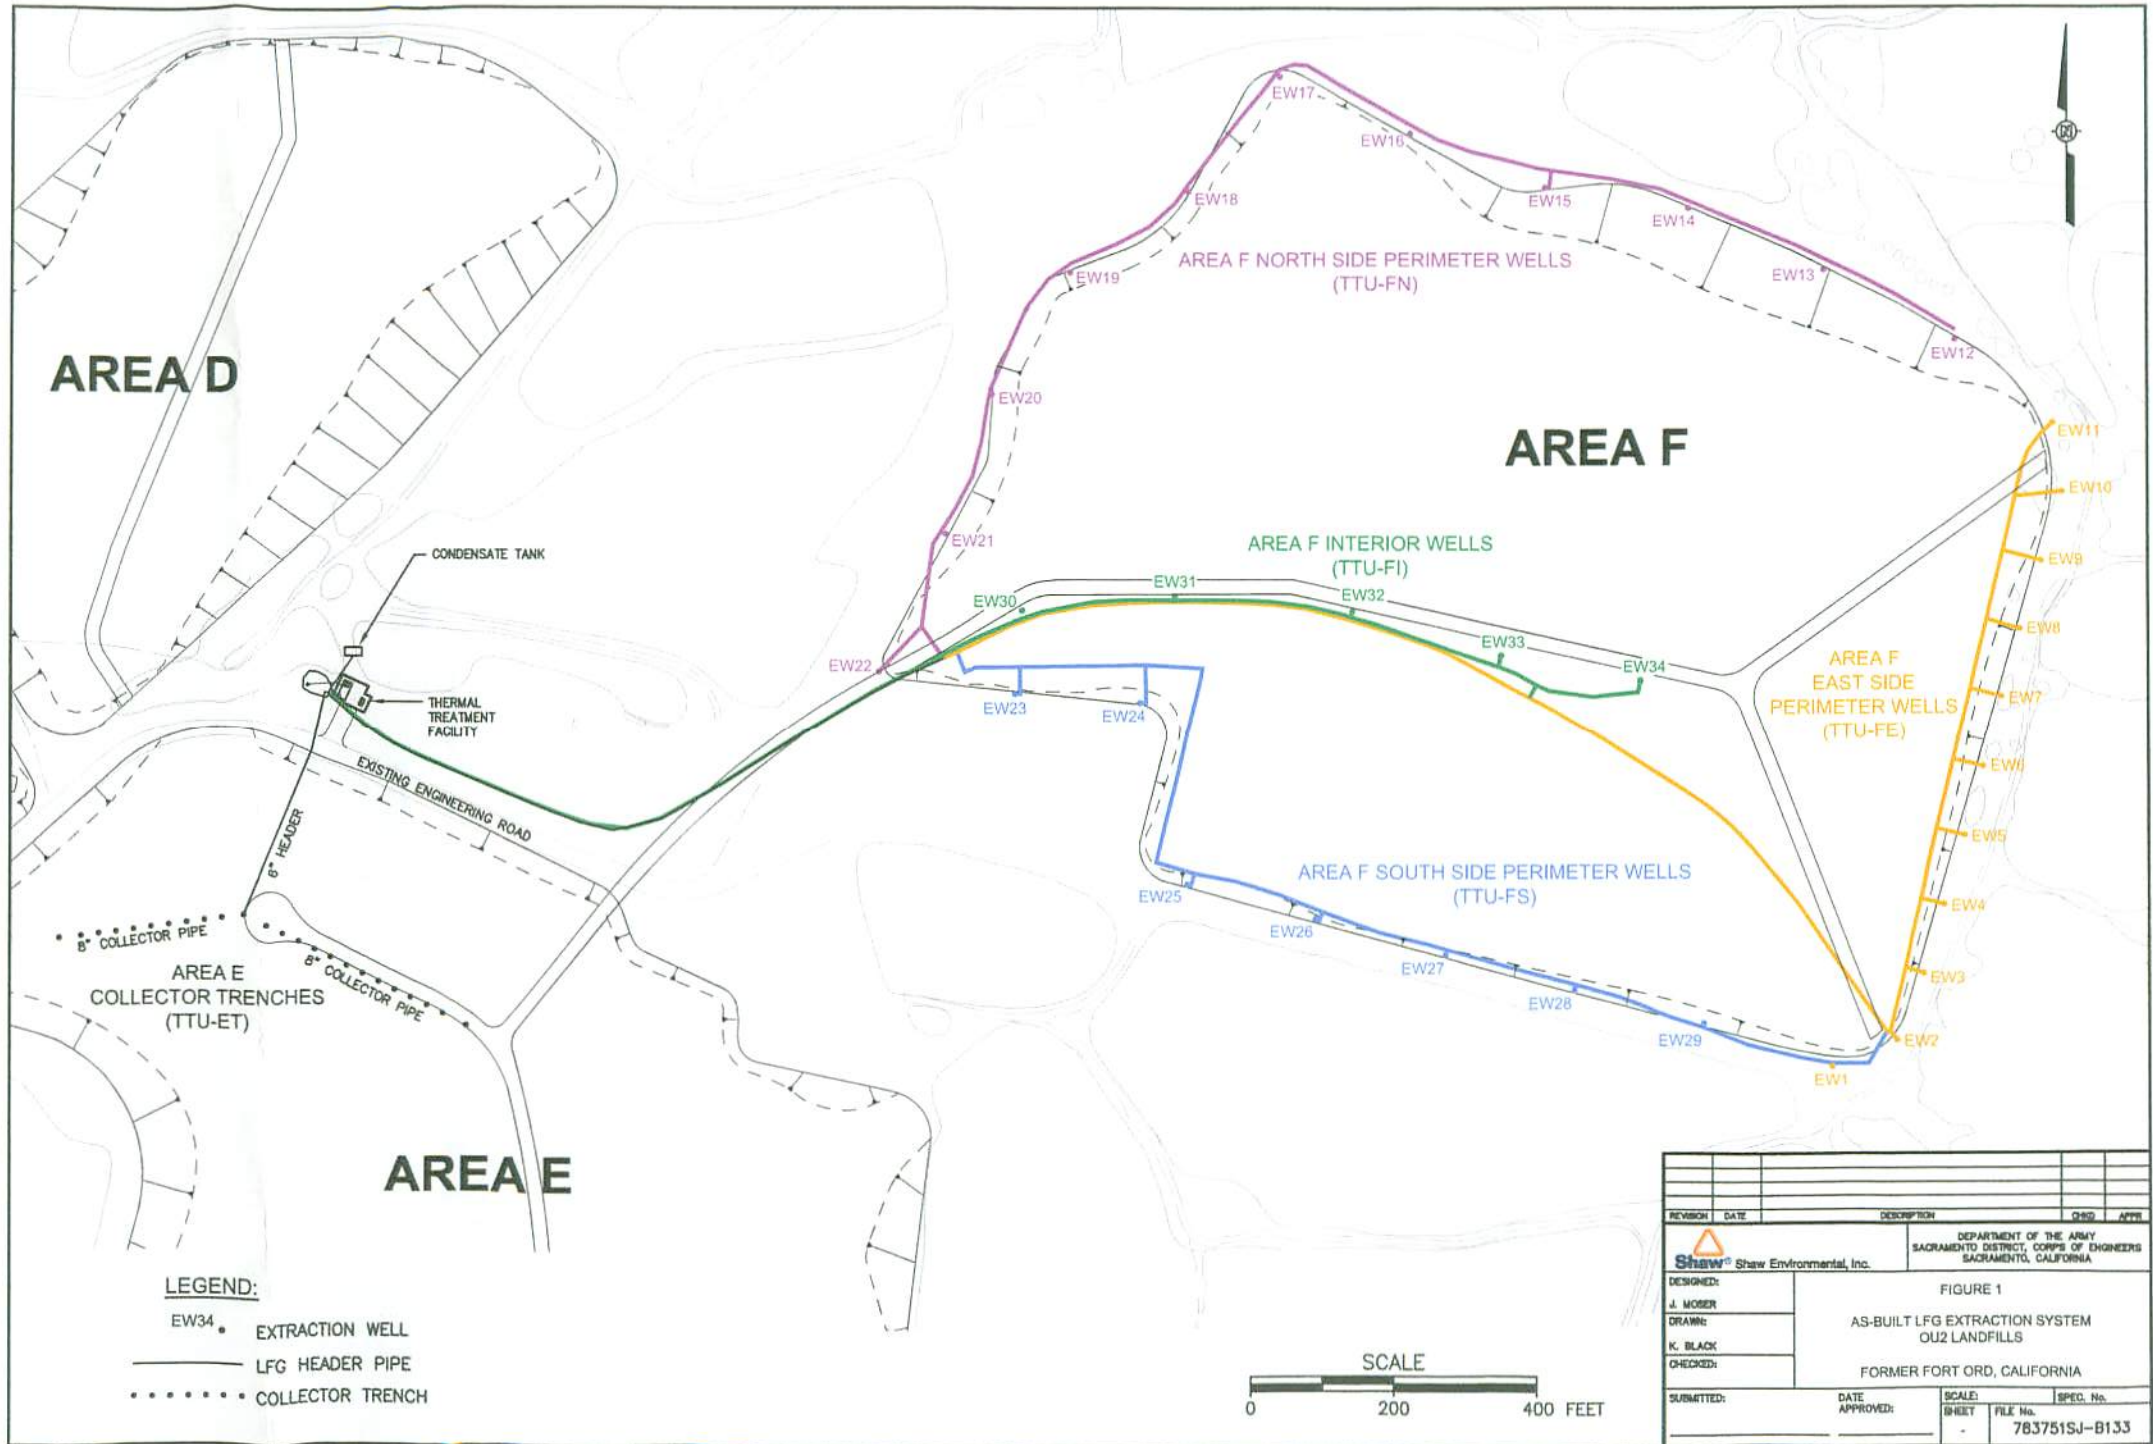 EW17
EW16
EW18
EW15
EW14
AREA F NORTH SIDE PERIMETER WELLS
(TTU-FN)
EW19
EW13
EW12
AREA D
EW20
EW11
AREA F
EW10
EW21
AREA F INTERIOR WELLS
(TTU-FI)
CONDENSATE TANK
EW9
EW31
EW30
EW32
EW8
EW33
EW34
EW22
AREA F
EAST SIDE
PERIMETER WELLS
(TTU-FE)
EW7
EW23
EW24
THERMAL
TREATMENT
FACILITY
EW6
EXISTING ENGINEERING ROAD
EW5
8" HEADER
AREA F SOUTH SIDE PERIMETER WELLS
(TTU-FS)
EW25
EW4
8" COLLECTOR PIPE
EW26
8" COLLECTOR PIPE
AREA E
COLLECTOR TRENCHES
(TTU-ET)
EW27
EW3
EW28
EW29
EW2
EW1
AREA E
LEGEND:
EW34
EXTRACTION WELL
LFG HEADER PIPE
COLLECTOR TRENCH
SCALE
0 200 400 FEET
REVISION DATE DESCRIPTION CHKD APPR
Shaw® Shaw Environmental, Inc.
DEPARTMENT OF THE ARMY
SACRAMENTO DISTRICT, CORPS OF ENGINEERS
SACRAMENTO, CALIFORNIA
DESIGNED:
J. MOSER
DRAWN:
K. BLACK
CHECKED:
FIGURE 1
AS-BUILT LFG EXTRACTION SYSTEM
OU2 LANDFILLS
FORMER FORT ORD, CALIFORNIA
SUBMITTED:
DATE
APPROVED:
SCALE:
SPEC. No.
SHEET
-
FILE No.
783751SJ-B133